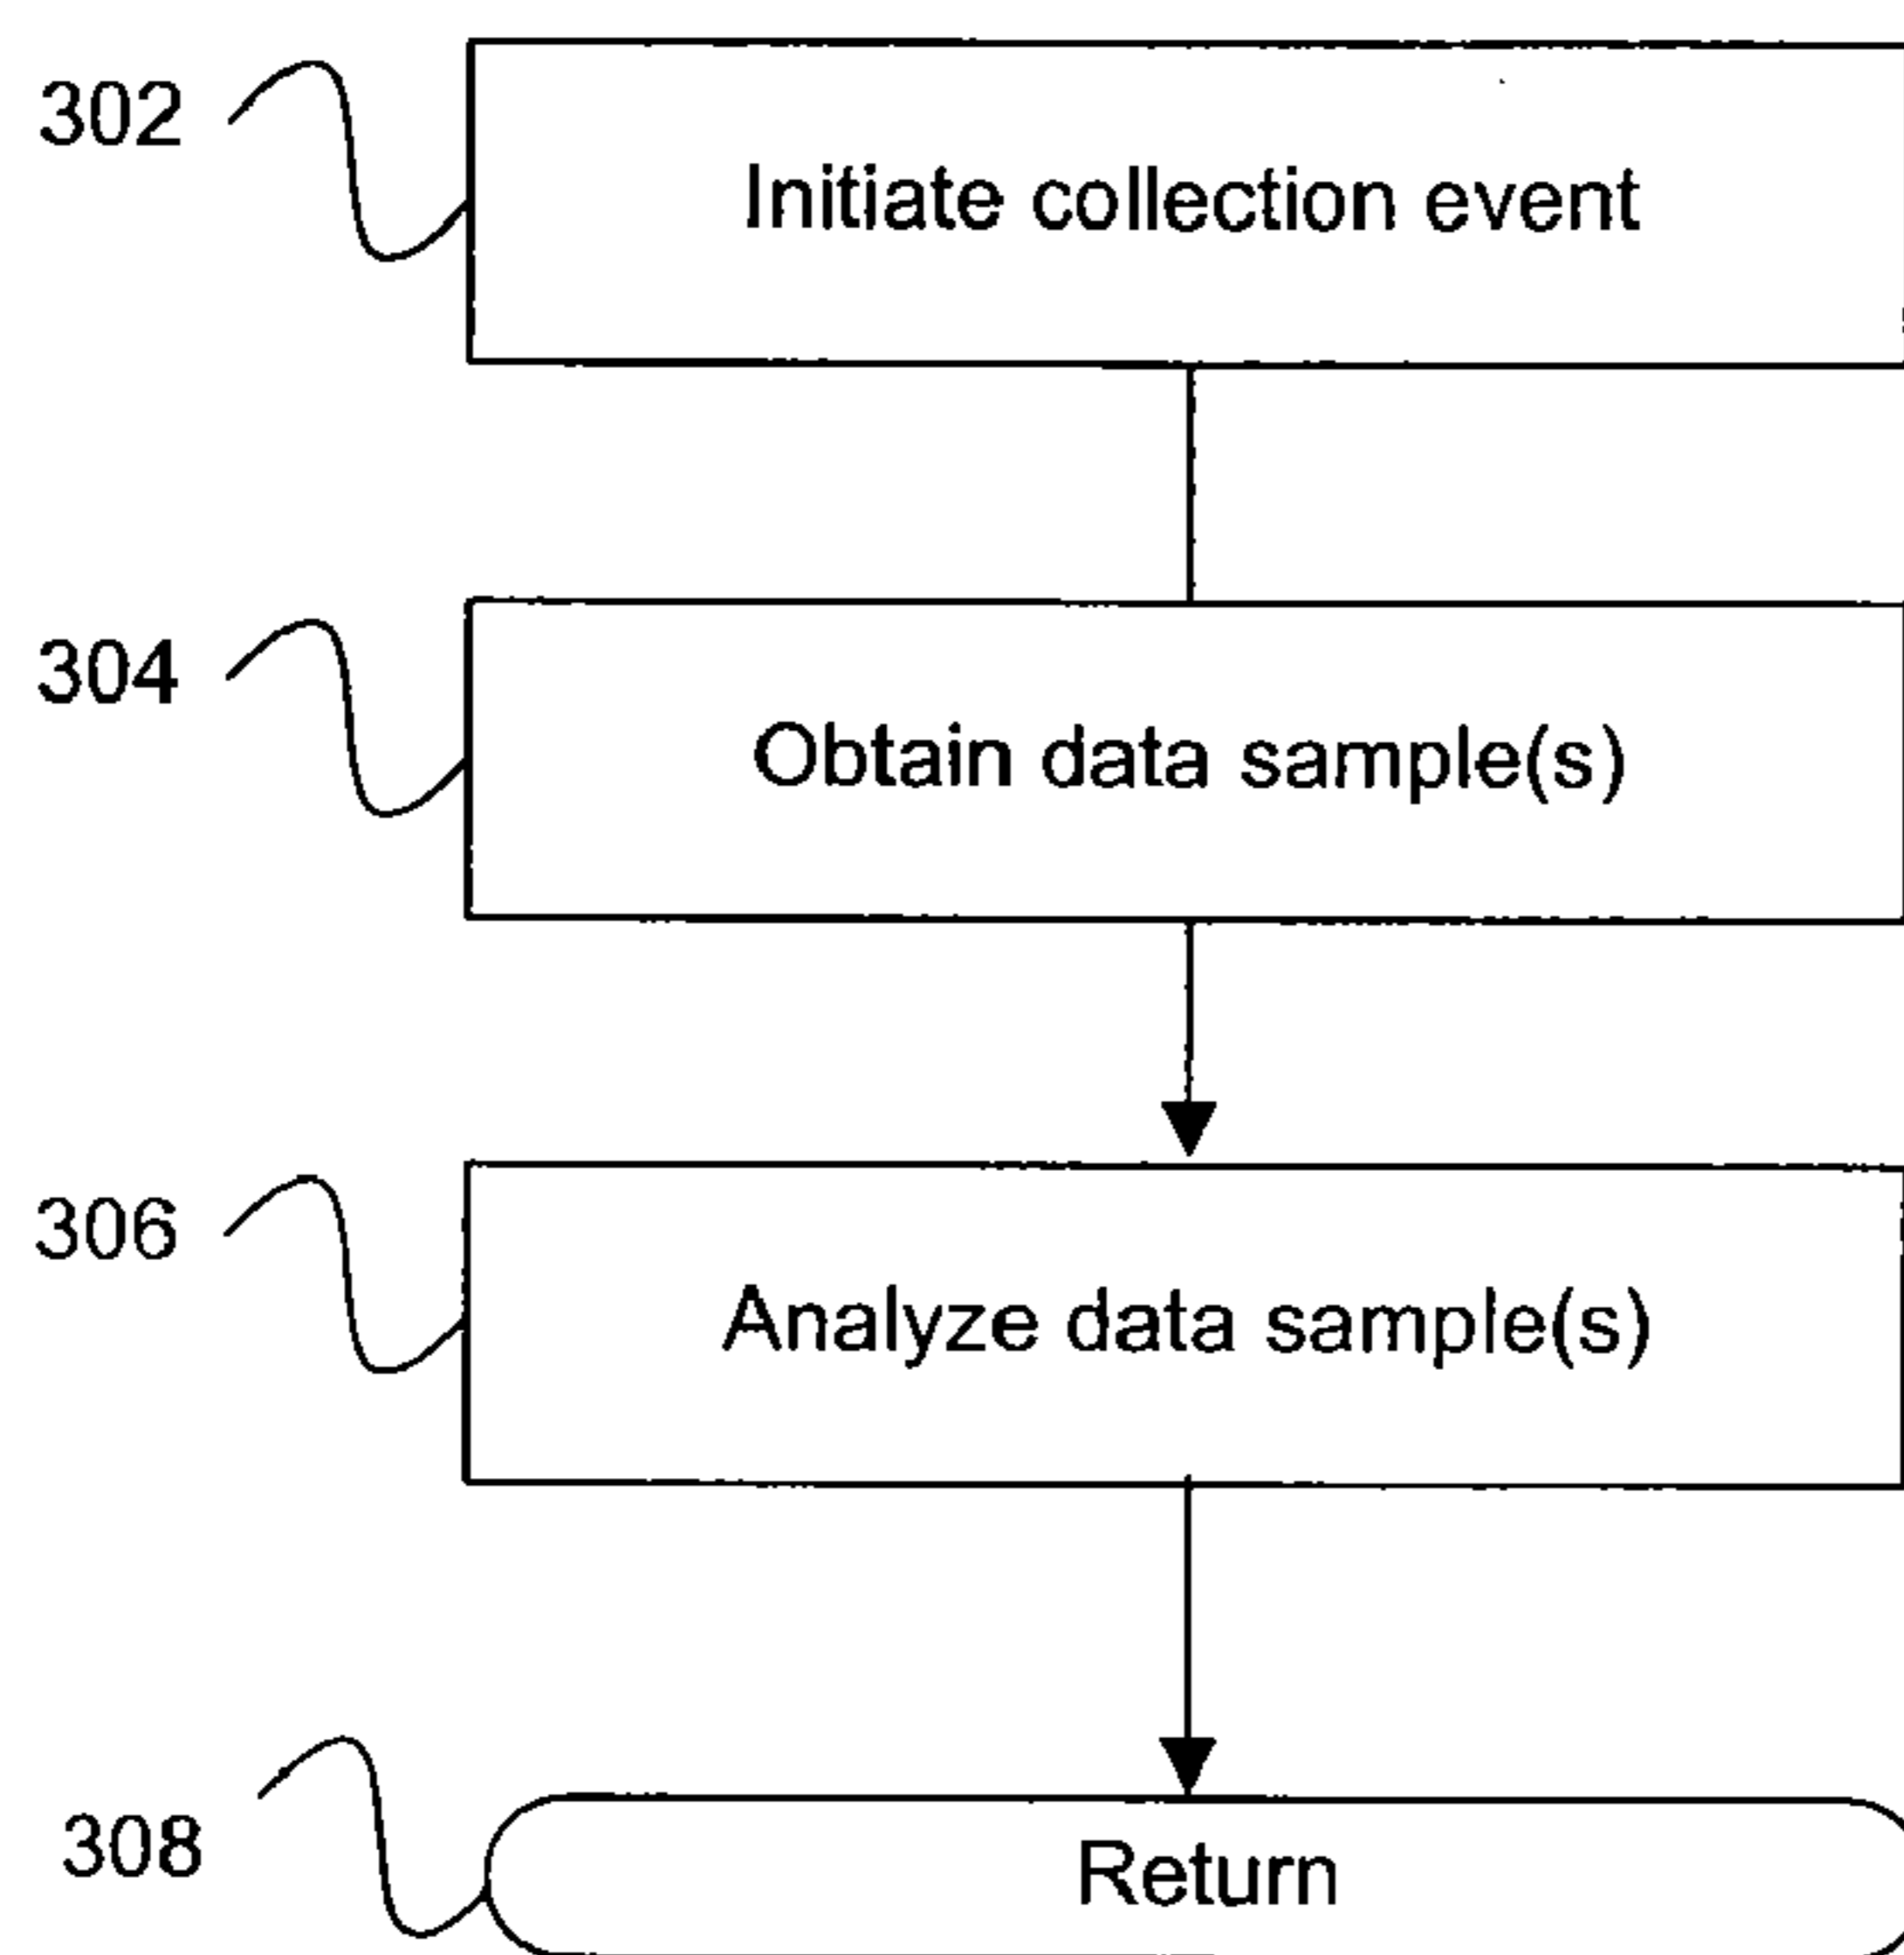 302
Initiate collection event
304
Obtain data sample(s)
306
Analyze data sample(s)
308
Return